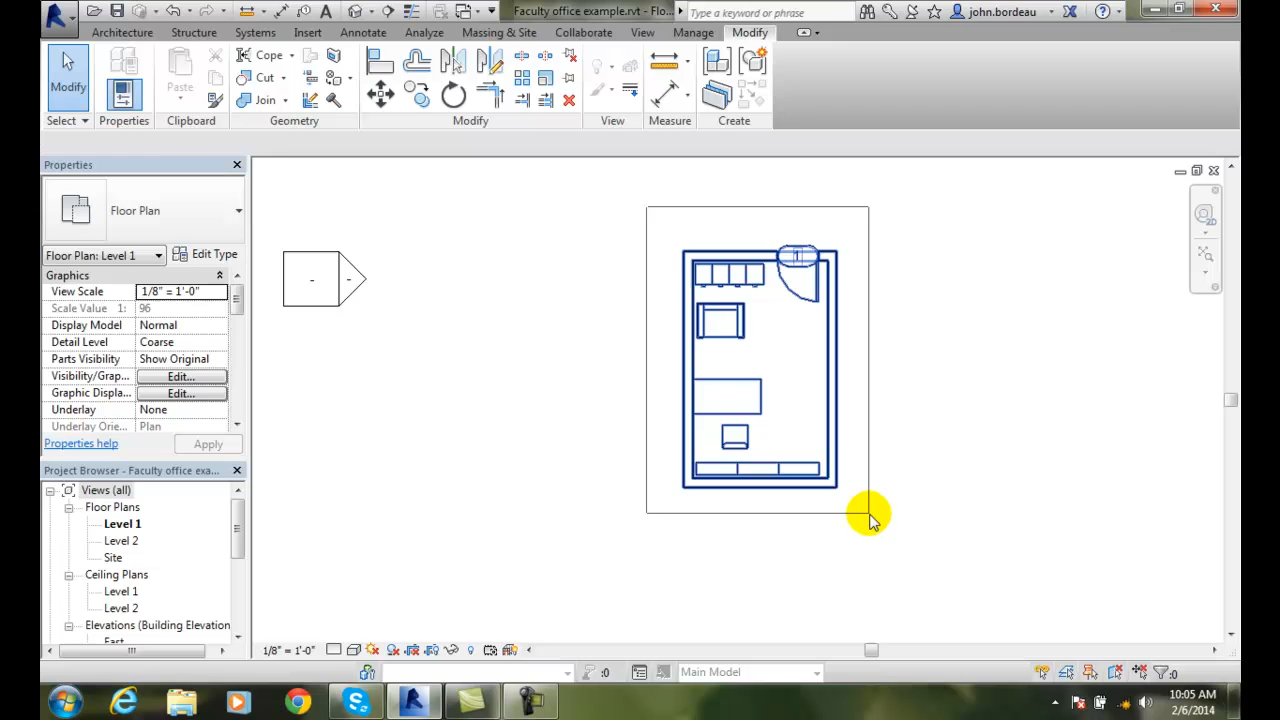 Faculty office example.rvt - Flo...
Type a keyword or phrase
john.bordeau
Architecture Structure Systems Insert Annotate Analyze Massing & Site Collaborate View Manage Modify
Modify
Paste
Cope
Cut
Join
Select Properties Clipboard Geometry Modify View Measure Create
Properties
Floor Plan
Floor Plan: Level 1 Edit Type
Graphics
View Scale 1/8" = 1'-0"
Scale Value 1: 96
Display Model Normal
Detail Level Coarse
Parts Visibility Show Original
Visibility/Grap... Edit...
Graphic Displa... Edit...
Underlay None
Underlay Orie... Plan
Properties help Apply
Project Browser - Faculty office exa...
Views (all)
Floor Plans
Level 1
Level 2
Site
Ceiling Plans
Level 1
Level 2
Elevations (Building Elevation
East
1
2D
1/8" = 1'-0"
:0
Main Model
:0
10:05 AM
2/6/2014